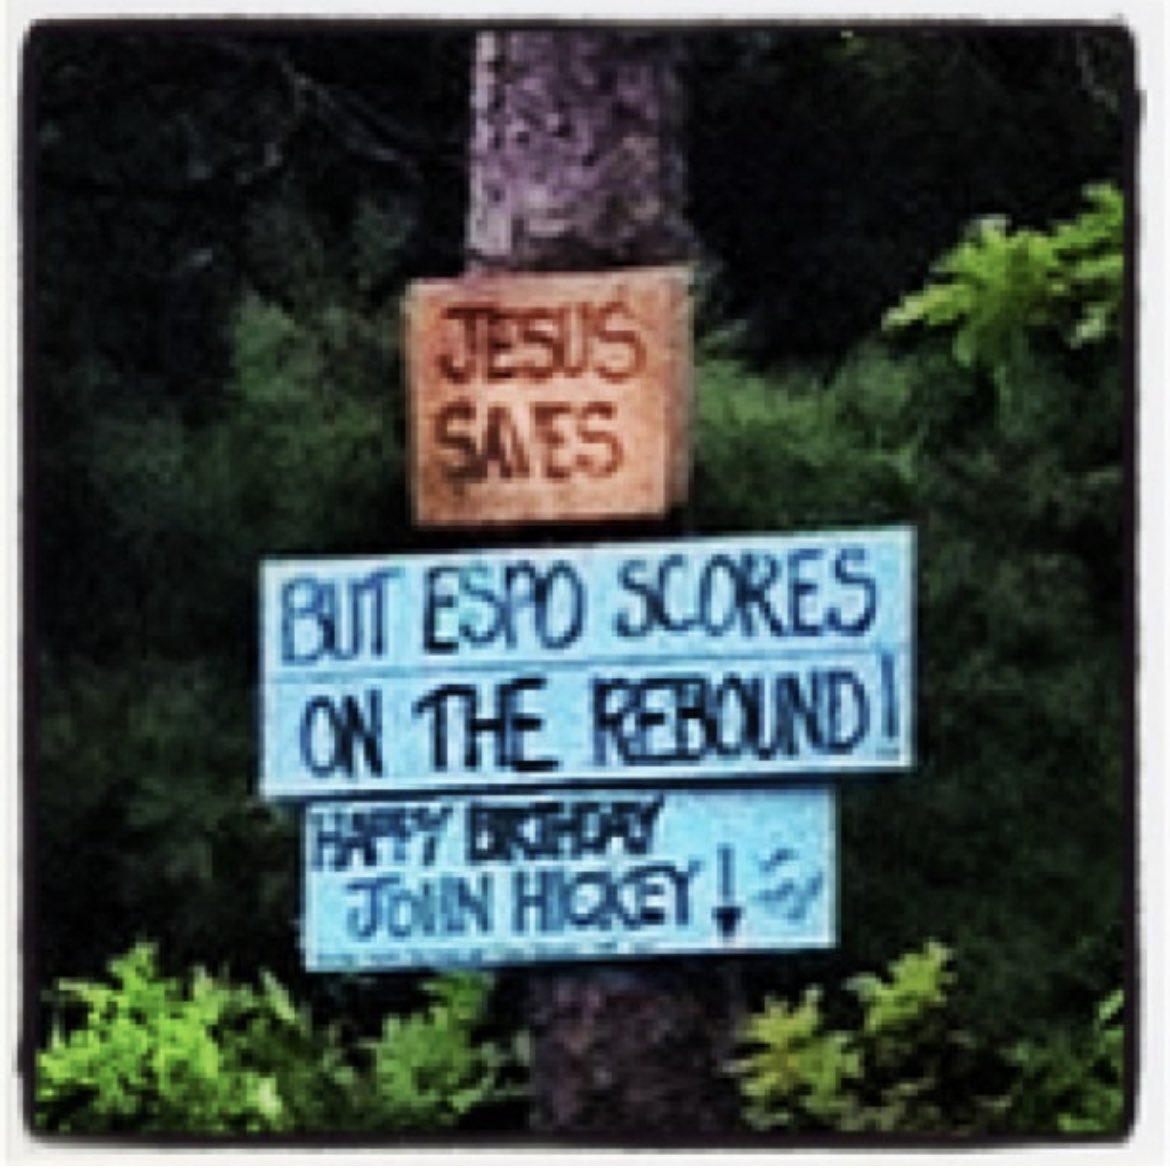 JESUS
SAVES
BUT ESPO SCORES
ON THE REBOUND!
HAPPY BIRTHDAY
JOHN HICKEY